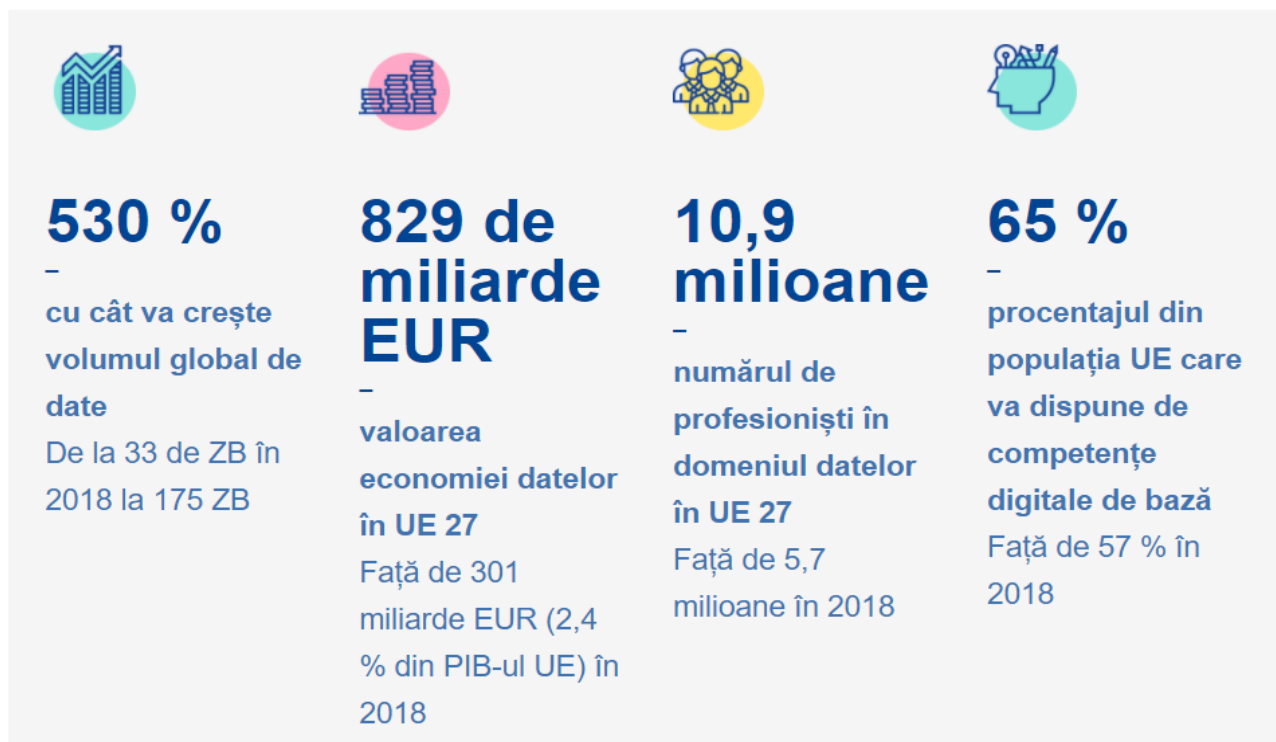 530 %
–
cu cât va crește
volumul global de
date
De la 33 de ZB în
2018 la 175 ZB
829 de
miliarde
EUR
–
valoarea
economiei datelor
în UE 27
Față de 301
miliarde EUR (2,4
% din PIB-ul UE) în
2018
10,9
milioane
–
numărul de
profesioniști în
domeniul datelor
în UE 27
Față de 5,7
milioane în 2018
65 %
–
procentajul din
populația UE care
va dispune de
competențe
digitale de bază
Față de 57 % în
2018